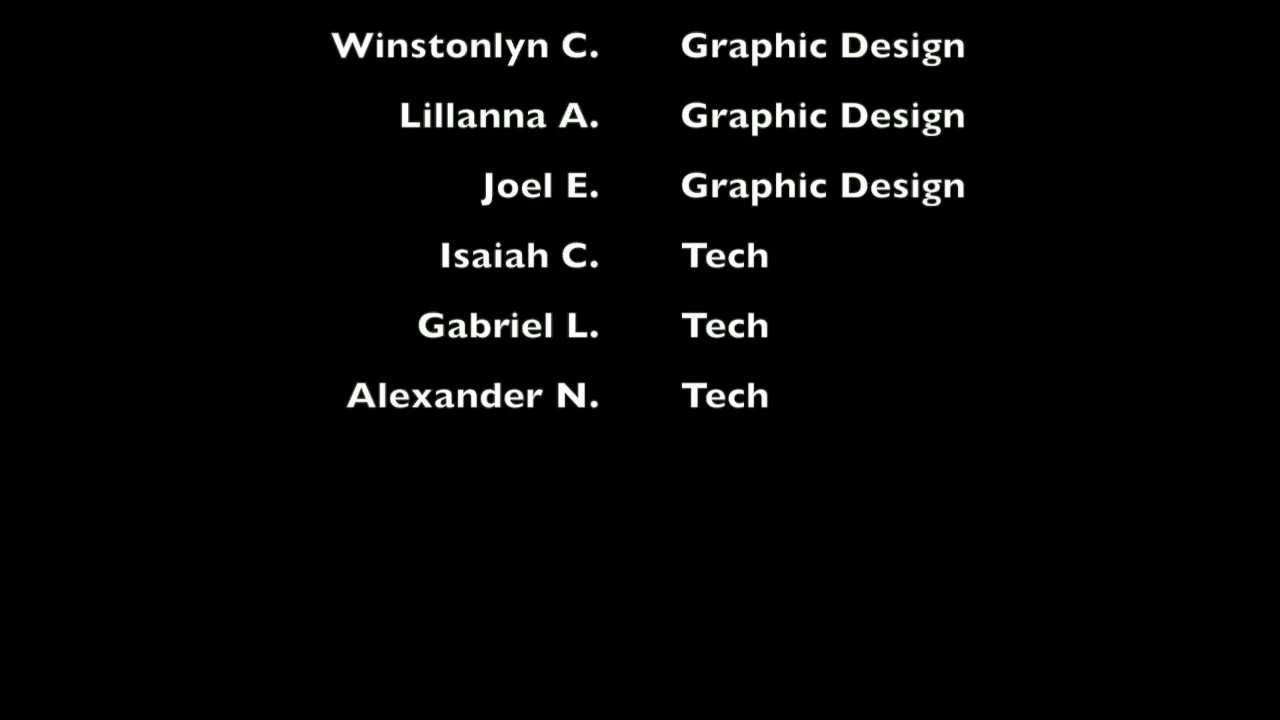 Winstonlyn C. Graphic Design
Lillanna A. Graphic Design
Joel E. Graphic Design
Isaiah C. Tech
Gabriel L. Tech
Alexander N. Tech